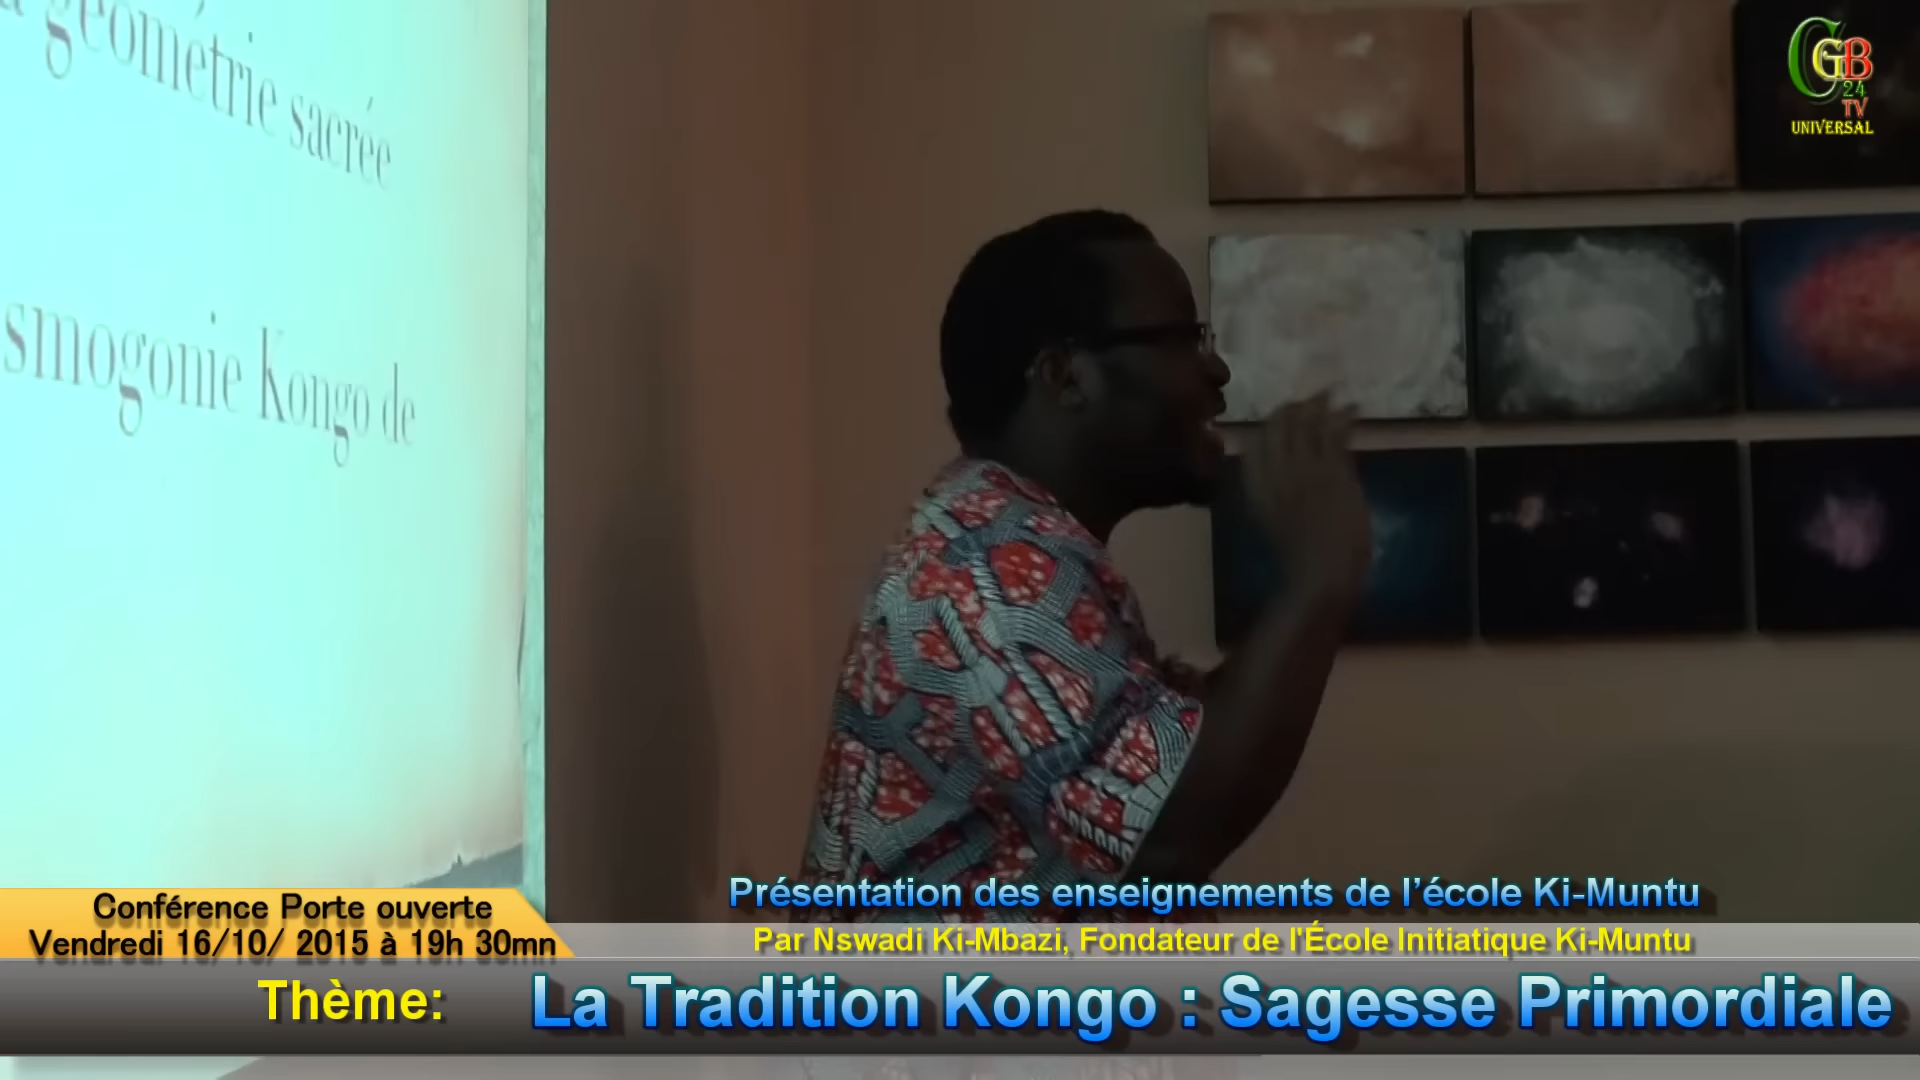 géométrie sacrée
smogonie Kongo de
CGB
24
TV
UNIVERSAL
Conférence Porte ouverte
Vendredi 16/10/ 2015 à 19h 30mn
Présentation des enseignements de l’école Ki-Muntu
Par Nswadi Ki-Mbazi, Fondateur de l'École Initiatique Ki-Muntu
Thème: La Tradition Kongo : Sagesse Primordiale